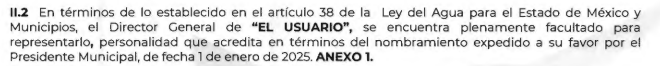 II.2 En términos de lo establecido en el artículo 38 de la Ley del Agua para el Estado de México y
Municipios, el Director General de "EL USUARIO", se encuentra plenamente facultado para
representarlo, personalidad que acredita en términos del nombramiento expedido a su favor por el
Presidente Municipal, de fecha 1 de enero de 2025. ANEXO 1.